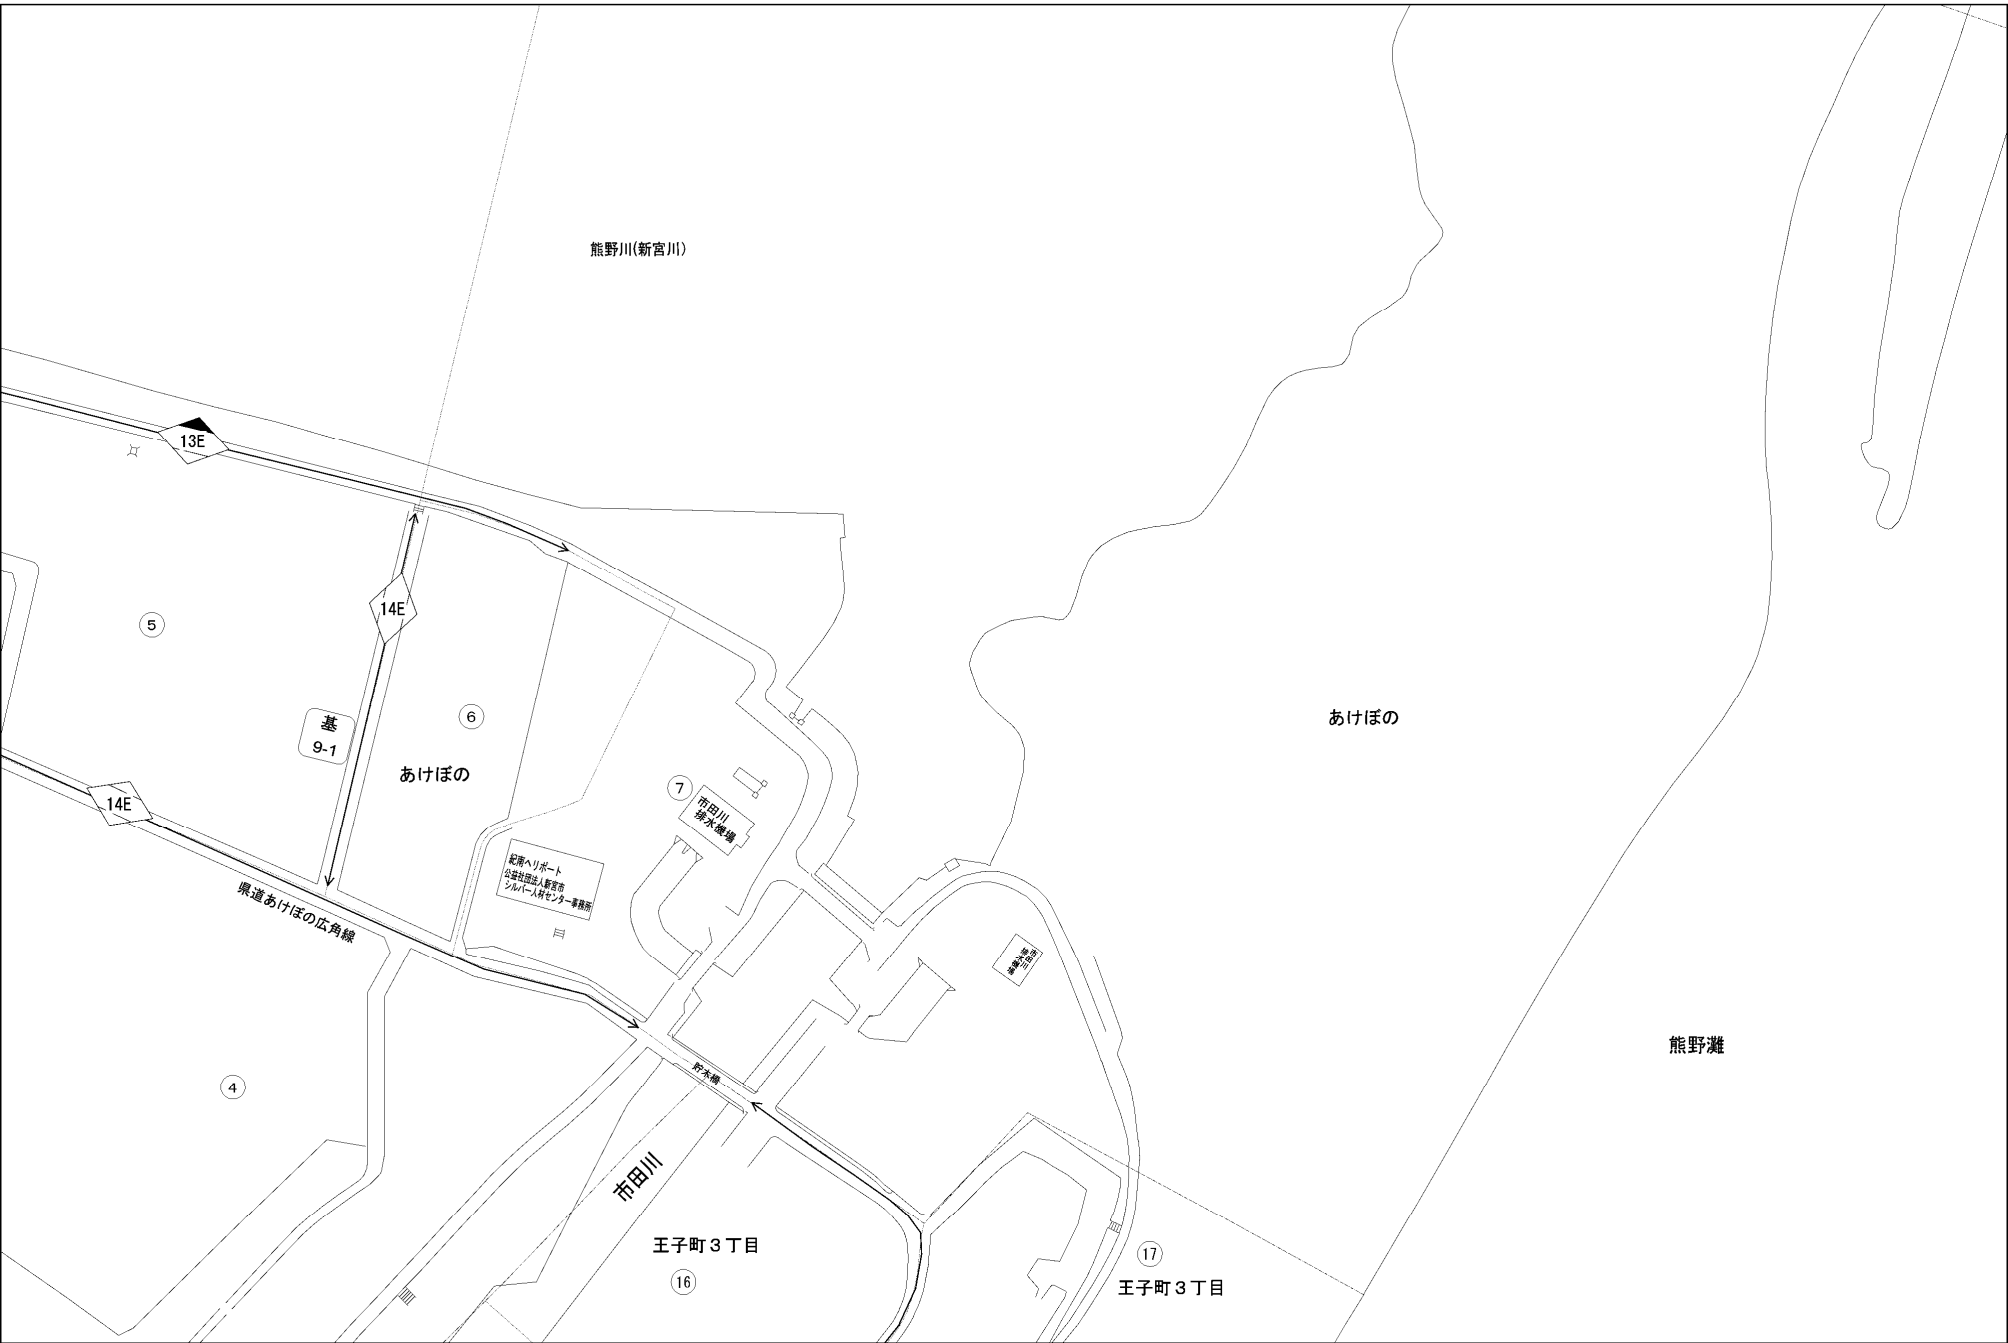 熊野川(新宮川)
13E
14E
5
6
基
9-1
あけぼの
あけぼの
7
市田川
排水機場
14E
紀南ヘリポート
公益社団法人新宮市
シルバー人材センター事務所
県道あけぼの広角線
市田川
排水機場
熊野灘
貯木橋
4
市田川
王子町3丁目
16
17
王子町3丁目